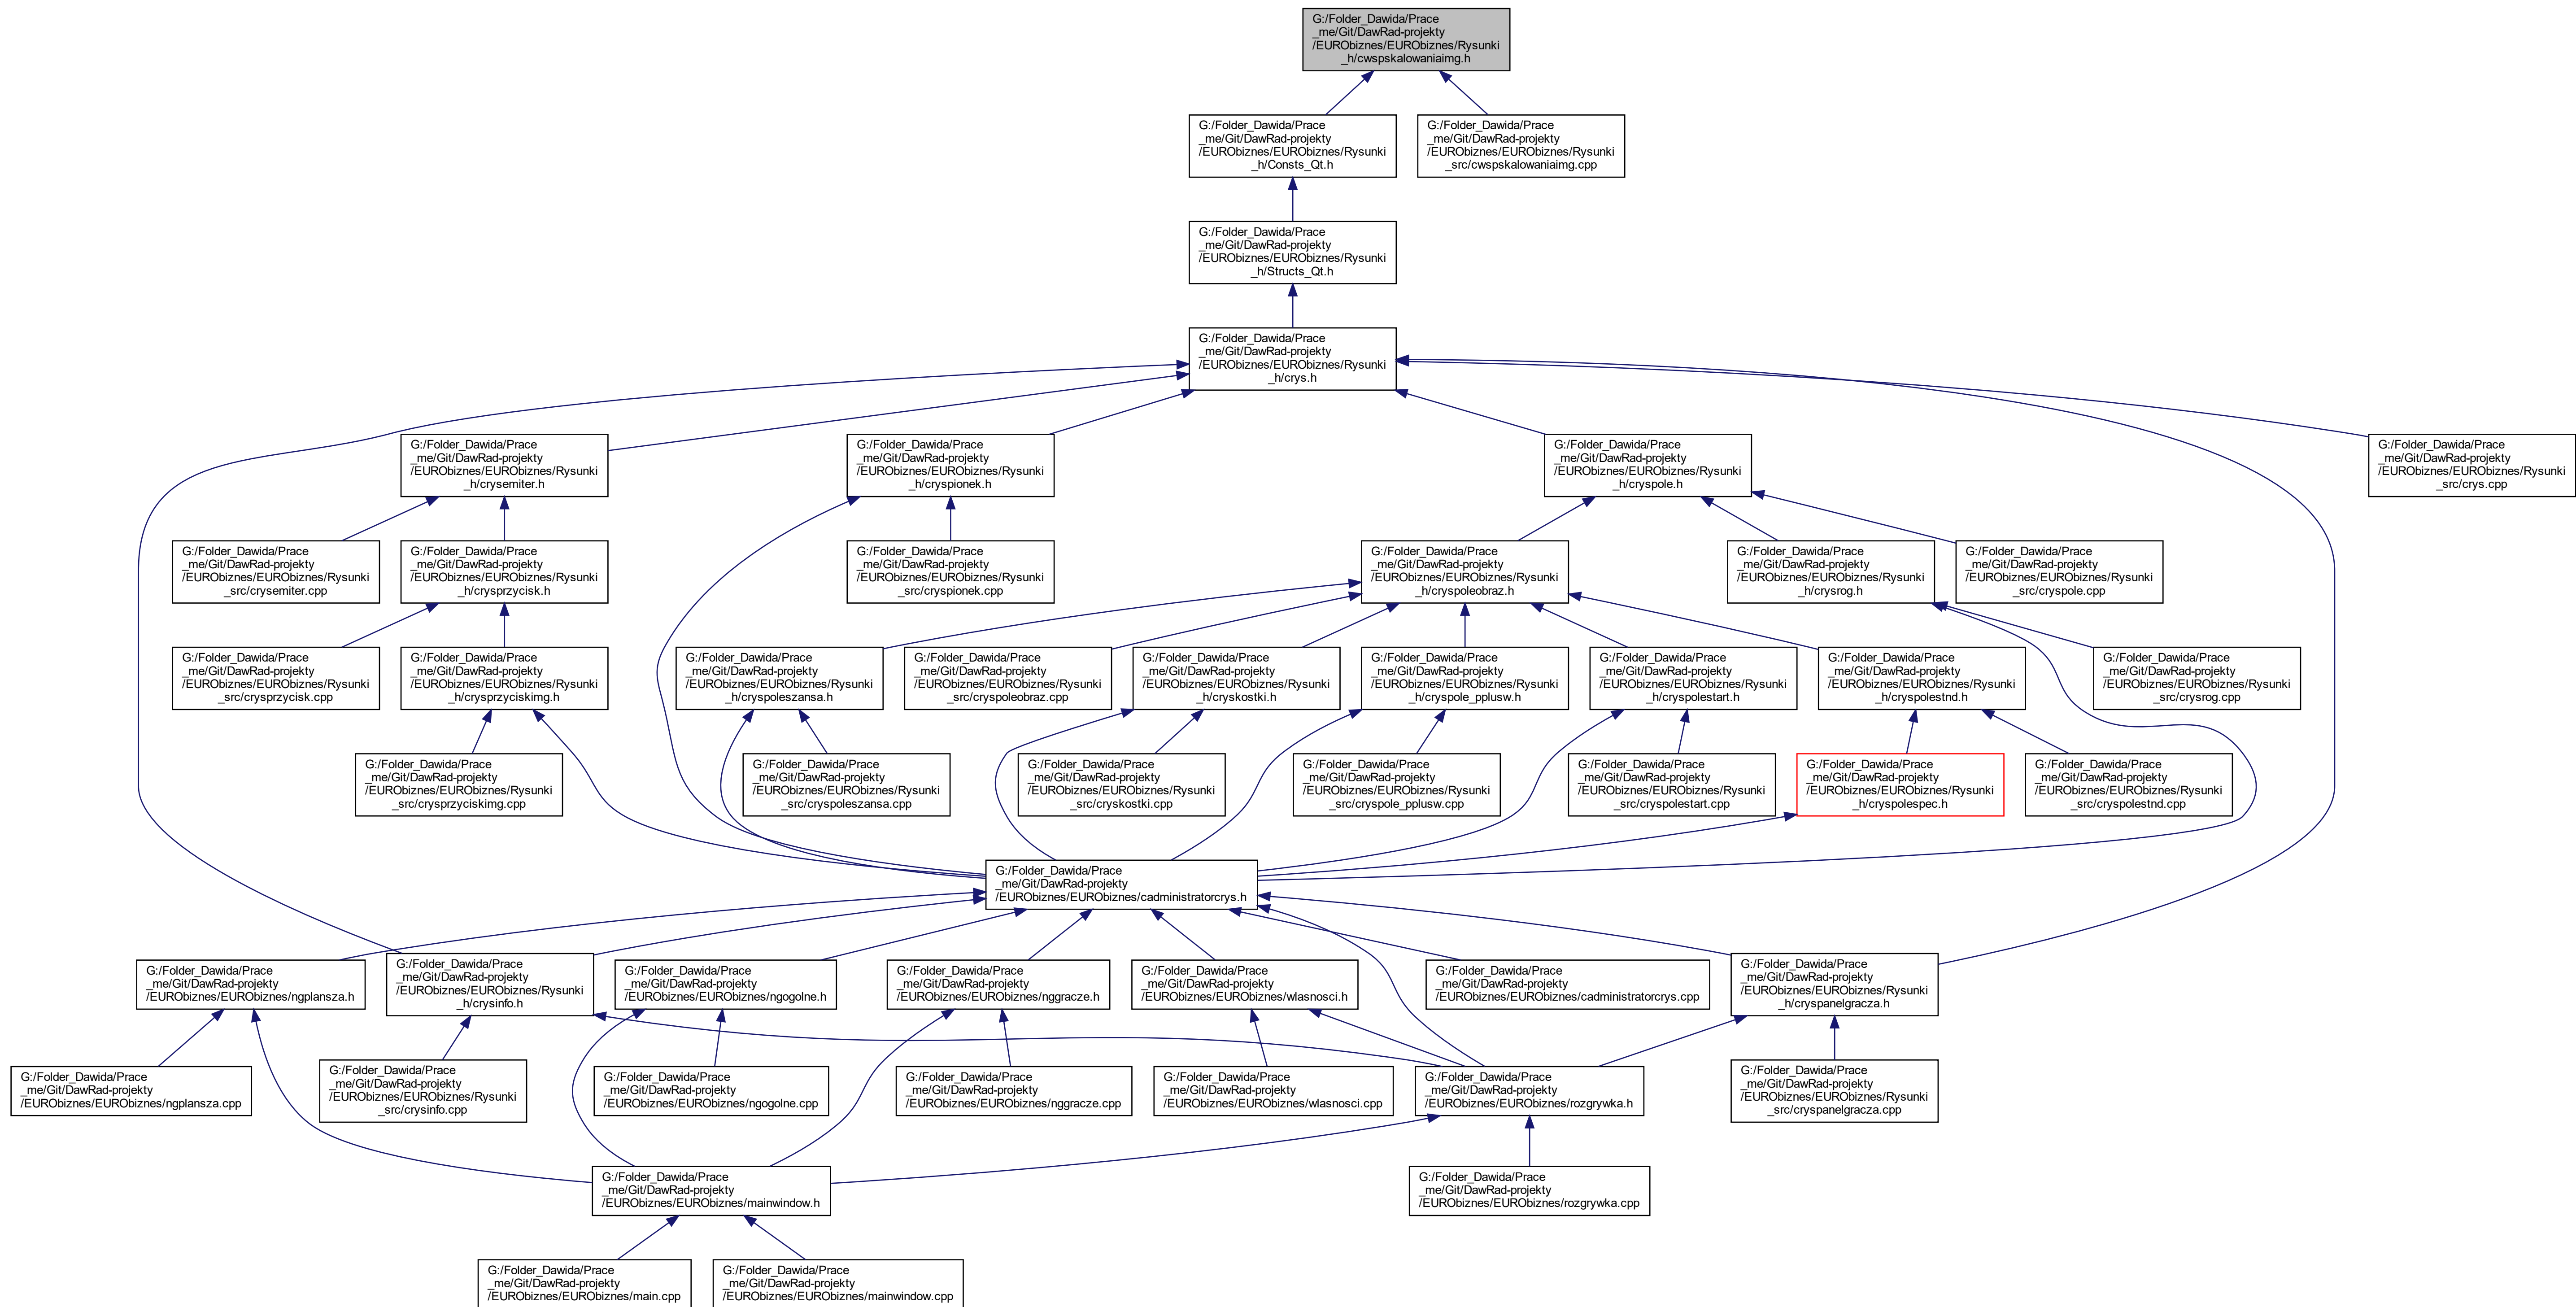 G:/Folder_Dawida/Prace
_me/Git/DawRad-projekty
/EURObiznes/EURObiznes/Rysunki
_h/cwspskalowaniaimg.h
G:/Folder_Dawida/Prace
_me/Git/DawRad-projekty
/EURObiznes/EURObiznes/Rysunki
_h/Consts_Qt.h
G:/Folder_Dawida/Prace
_me/Git/DawRad-projekty
/EURObiznes/EURObiznes/Rysunki
_src/cwspskalowaniaimg.cpp
G:/Folder_Dawida/Prace
_me/Git/DawRad-projekty
/EURObiznes/EURObiznes/Rysunki
_h/Structs_Qt.h
G:/Folder_Dawida/Prace
_me/Git/DawRad-projekty
/EURObiznes/EURObiznes/Rysunki
_h/crys.h
G:/Folder_Dawida/Prace
_me/Git/DawRad-projekty
/EURObiznes/EURObiznes/Rysunki
_h/crysemiter.h
G:/Folder_Dawida/Prace
_me/Git/DawRad-projekty
/EURObiznes/EURObiznes/Rysunki
_h/cryspionek.h
G:/Folder_Dawida/Prace
_me/Git/DawRad-projekty
/EURObiznes/EURObiznes/Rysunki
_h/cryspole.h
G:/Folder_Dawida/Prace
_me/Git/DawRad-projekty
/EURObiznes/EURObiznes/Rysunki
_src/crys.cpp
G:/Folder_Dawida/Prace
_me/Git/DawRad-projekty
/EURObiznes/EURObiznes/Rysunki
_src/crysemiter.cpp
G:/Folder_Dawida/Prace
_me/Git/DawRad-projekty
/EURObiznes/EURObiznes/Rysunki
_h/crysprzycisk.h
G:/Folder_Dawida/Prace
_me/Git/DawRad-projekty
/EURObiznes/EURObiznes/Rysunki
_src/cryspionek.cpp
G:/Folder_Dawida/Prace
_me/Git/DawRad-projekty
/EURObiznes/EURObiznes/Rysunki
_h/cryspoleobraz.h
G:/Folder_Dawida/Prace
_me/Git/DawRad-projekty
/EURObiznes/EURObiznes/Rysunki
_h/crysrog.h
G:/Folder_Dawida/Prace
_me/Git/DawRad-projekty
/EURObiznes/EURObiznes/Rysunki
_src/cryspole.cpp
G:/Folder_Dawida/Prace
_me/Git/DawRad-projekty
/EURObiznes/EURObiznes/Rysunki
_src/crysprzycisk.cpp
G:/Folder_Dawida/Prace
_me/Git/DawRad-projekty
/EURObiznes/EURObiznes/Rysunki
_h/crysprzyciskimg.h
G:/Folder_Dawida/Prace
_me/Git/DawRad-projekty
/EURObiznes/EURObiznes/Rysunki
_h/cryspoleszansa.h
G:/Folder_Dawida/Prace
_me/Git/DawRad-projekty
/EURObiznes/EURObiznes/Rysunki
_src/cryspoleobraz.cpp
G:/Folder_Dawida/Prace
_me/Git/DawRad-projekty
/EURObiznes/EURObiznes/Rysunki
_h/cryskostki.h
G:/Folder_Dawida/Prace
_me/Git/DawRad-projekty
/EURObiznes/EURObiznes/Rysunki
_h/cryspole_pplusw.h
G:/Folder_Dawida/Prace
_me/Git/DawRad-projekty
/EURObiznes/EURObiznes/Rysunki
_h/cryspolestart.h
G:/Folder_Dawida/Prace
_me/Git/DawRad-projekty
/EURObiznes/EURObiznes/Rysunki
_h/cryspolestnd.h
G:/Folder_Dawida/Prace
_me/Git/DawRad-projekty
/EURObiznes/EURObiznes/Rysunki
_src/crysrog.cpp
G:/Folder_Dawida/Prace
_me/Git/DawRad-projekty
/EURObiznes/EURObiznes/Rysunki
_src/crysprzyciskimg.cpp
G:/Folder_Dawida/Prace
_me/Git/DawRad-projekty
/EURObiznes/EURObiznes/Rysunki
_src/cryspoleszansa.cpp
G:/Folder_Dawida/Prace
_me/Git/DawRad-projekty
/EURObiznes/EURObiznes/Rysunki
_src/cryskostki.cpp
G:/Folder_Dawida/Prace
_me/Git/DawRad-projekty
/EURObiznes/EURObiznes/Rysunki
_src/cryspole_pplusw.cpp
G:/Folder_Dawida/Prace
_me/Git/DawRad-projekty
/EURObiznes/EURObiznes/Rysunki
_src/cryspolestart.cpp
G:/Folder_Dawida/Prace
_me/Git/DawRad-projekty
/EURObiznes/EURObiznes/Rysunki
_h/cryspolespec.h
G:/Folder_Dawida/Prace
_me/Git/DawRad-projekty
/EURObiznes/EURObiznes/Rysunki
_src/cryspolestnd.cpp
G:/Folder_Dawida/Prace
_me/Git/DawRad-projekty
/EURObiznes/EURObiznes/cadministratorcrys.h
G:/Folder_Dawida/Prace
_me/Git/DawRad-projekty
/EURObiznes/EURObiznes/ngplansza.h
G:/Folder_Dawida/Prace
_me/Git/DawRad-projekty
/EURObiznes/EURObiznes/Rysunki
_h/crysinfo.h
G:/Folder_Dawida/Prace
_me/Git/DawRad-projekty
/EURObiznes/EURObiznes/ngogolne.h
G:/Folder_Dawida/Prace
_me/Git/DawRad-projekty
/EURObiznes/EURObiznes/nggracze.h
G:/Folder_Dawida/Prace
_me/Git/DawRad-projekty
/EURObiznes/EURObiznes/wlasnosci.h
G:/Folder_Dawida/Prace
_me/Git/DawRad-projekty
/EURObiznes/EURObiznes/cadministratorcrys.cpp
G:/Folder_Dawida/Prace
_me/Git/DawRad-projekty
/EURObiznes/EURObiznes/Rysunki
_h/cryspanelgracza.h
G:/Folder_Dawida/Prace
_me/Git/DawRad-projekty
/EURObiznes/EURObiznes/ngplansza.cpp
G:/Folder_Dawida/Prace
_me/Git/DawRad-projekty
/EURObiznes/EURObiznes/Rysunki
_src/crysinfo.cpp
G:/Folder_Dawida/Prace
_me/Git/DawRad-projekty
/EURObiznes/EURObiznes/ngogolne.cpp
G:/Folder_Dawida/Prace
_me/Git/DawRad-projekty
/EURObiznes/EURObiznes/nggracze.cpp
G:/Folder_Dawida/Prace
_me/Git/DawRad-projekty
/EURObiznes/EURObiznes/wlasnosci.cpp
G:/Folder_Dawida/Prace
_me/Git/DawRad-projekty
/EURObiznes/EURObiznes/rozgrywka.h
G:/Folder_Dawida/Prace
_me/Git/DawRad-projekty
/EURObiznes/EURObiznes/Rysunki
_src/cryspanelgracza.cpp
G:/Folder_Dawida/Prace
_me/Git/DawRad-projekty
/EURObiznes/EURObiznes/mainwindow.h
G:/Folder_Dawida/Prace
_me/Git/DawRad-projekty
/EURObiznes/EURObiznes/rozgrywka.cpp
G:/Folder_Dawida/Prace
_me/Git/DawRad-projekty
/EURObiznes/EURObiznes/main.cpp
G:/Folder_Dawida/Prace
_me/Git/DawRad-projekty
/EURObiznes/EURObiznes/mainwindow.cpp